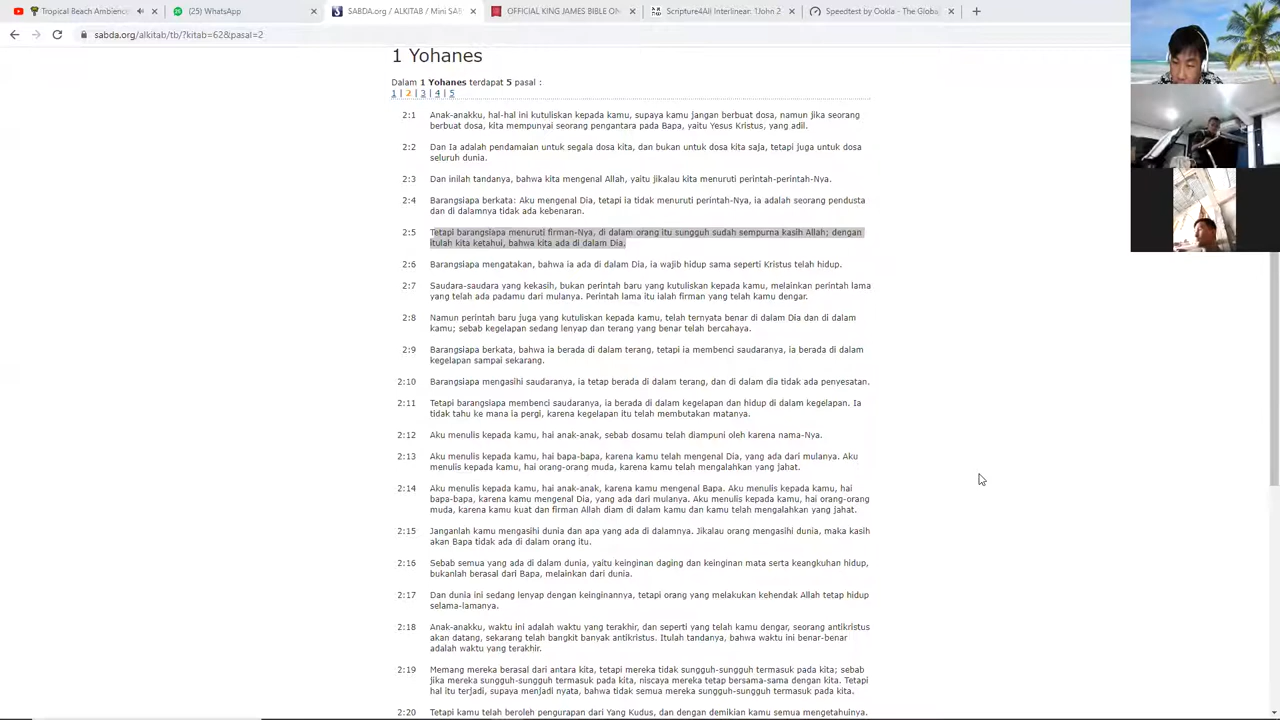 Tropical Beach Ambience
(25) WhatsApp
SABDA.org / ALKITAB / Mini SAB
OFFICIAL KING JAMES BIBLE ON
Scripture4All Interlinear: 1John 2
Speedtest by Ookla - The Globa
sabda.org/alkitab/tb/?kitab=62&pasal=2
1 Yohanes
Dalam 1 Yohanes terdapat 5 pasal :
1 | 2 | 3 | 4 | 5
2:1 Anak-anakku, hal-hal ini kutuliskan kepada kamu, supaya kamu jangan berbuat dosa, namun jika seorang
berbuat dosa, kita mempunyai seorang pengantara pada Bapa, yaitu Yesus Kristus, yang adil.
2:2 Dan Ia adalah pendamaian untuk segala dosa kita, dan bukan untuk dosa kita saja, tetapi juga untuk dosa
seluruh dunia.
2:3 Dan inilah tandanya, bahwa kita mengenal Allah, yaitu jikalau kita menuruti perintah-perintah-Nya.
2:4 Barangsiapa berkata: Aku mengenal Dia, tetapi ia tidak menuruti perintah-Nya, ia adalah seorang pendusta
dan di dalamnya tidak ada kebenaran.
2:5 Tetapi barangsiapa menuruti firman-Nya, di dalam orang itu sungguh sudah sempurna kasih Allah; dengan
itulah kita ketahui, bahwa kita ada di dalam Dia.
2:6 Barangsiapa mengatakan, bahwa ia ada di dalam Dia, ia wajib hidup sama seperti Kristus telah hidup.
2:7 Saudara-saudara yang kekasih, bukan perintah baru yang kutuliskan kepada kamu, melainkan perintah lama
yang telah ada padamu dari mulanya. Perintah lama itu ialah firman yang telah kamu dengar.
2:8 Namun perintah baru juga yang kutuliskan kepada kamu, telah ternyata benar di dalam Dia dan di dalam
kamu; sebab kegelapan sedang lenyap dan terang yang benar telah bercahaya.
2:9 Barangsiapa berkata, bahwa ia berada di dalam terang, tetapi ia membenci saudaranya, ia berada di dalam
kegelapan sampai sekarang.
2:10 Barangsiapa mengasihi saudaranya, ia tetap berada di dalam terang, dan di dalam dia tidak ada penyesatan.
2:11 Tetapi barangsiapa membenci saudaranya, ia berada di dalam kegelapan dan hidup di dalam kegelapan. Ia
tidak tahu ke mana ia pergi, karena kegelapan itu telah membutakan matanya.
2:12 Aku menulis kepada kamu, hai anak-anak, sebab dosamu telah diampuni oleh karena nama-Nya.
2:13 Aku menulis kepada kamu, hai bapa-bapa, karena kamu telah mengenal Dia, yang ada dari mulanya. Aku
menulis kepada kamu, hai orang-orang muda, karena kamu telah mengalahkan yang jahat.
2:14 Aku menulis kepada kamu, hai anak-anak, karena kamu mengenal Bapa. Aku menulis kepada kamu, hai
bapa-bapa, karena kamu mengenal Dia, yang ada dari mulanya. Aku menulis kepada kamu, hai orang-orang
muda, karena kamu kuat dan firman Allah diam di dalam kamu dan kamu telah mengalahkan yang jahat.
2:15 Janganlah kamu mengasihi dunia dan apa yang ada di dalamnya. Jikalau orang mengasihi dunia, maka kasih
akan Bapa tidak ada di dalam orang itu.
2:16 Sebab semua yang ada di dalam dunia, yaitu keinginan daging dan keinginan mata serta keangkuhan hidup,
bukanlah berasal dari Bapa, melainkan dari dunia.
2:17 Dan dunia ini sedang lenyap dengan keinginannya, tetapi orang yang melakukan kehendak Allah tetap hidup
selama-lamanya.
2:18 Anak-anakku, waktu ini adalah waktu yang terakhir, dan seperti yang telah kamu dengar, seorang antikristus
akan datang, sekarang telah bangkit banyak antikristus. Itulah tandanya, bahwa waktu ini benar-benar
adalah waktu yang terakhir.
2:19 Memang mereka berasal dari antara kita, tetapi mereka tidak sungguh-sungguh termasuk pada kita; sebab
jika mereka sungguh-sungguh termasuk pada kita, niscaya mereka tetap bersama-sama dengan kita. Tetapi
hal itu terjadi, supaya menjadi nyata, bahwa tidak semua mereka sungguh-sungguh termasuk pada kita.
2:20 Tetapi kamu telah beroleh pengurapan dari Yang Kudus, dan dengan demikian kamu semua mengetahuinya.